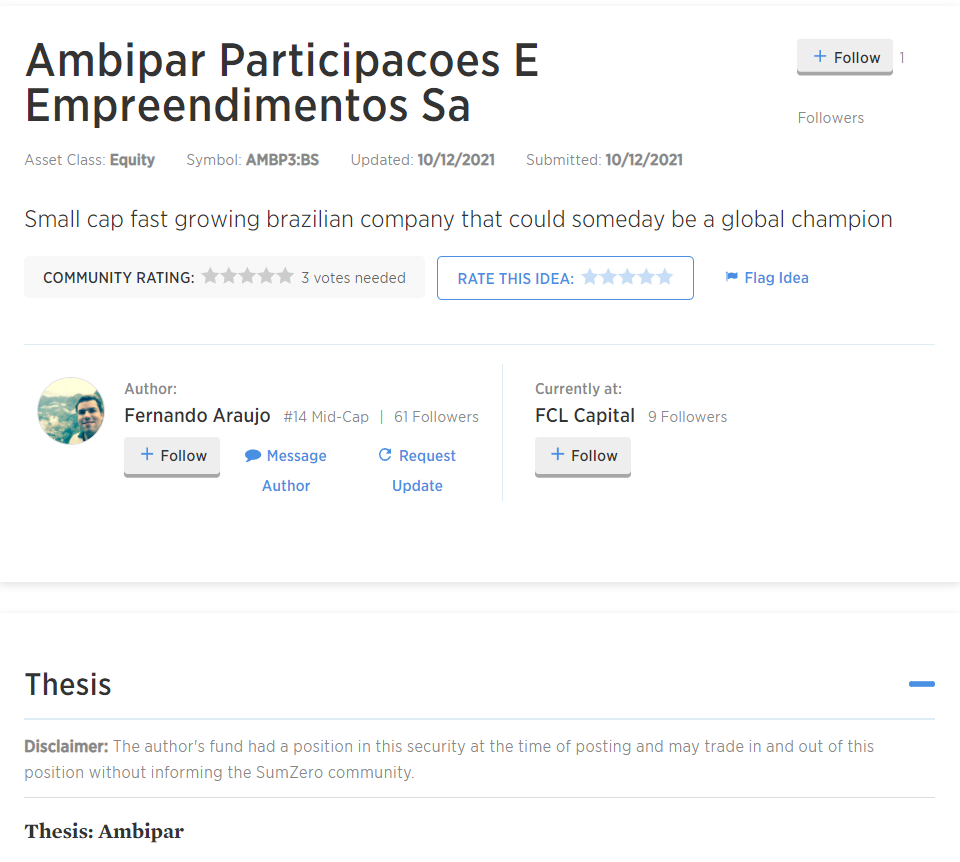 Ambipar Participacoes E
Empreendimentos Sa
+ Follow 1
Followers
Asset Class: Equity Symbol: AMBP3:BS Updated: 10/12/2021 Submitted: 10/12/2021
Small cap fast growing brazilian company that could someday be a global champion
COMMUNITY RATING: 3 votes needed
RATE THIS IDEA:
Flag Idea
Author:
Fernando Araujo #14 Mid-Cap | 61 Followers
+ Follow
Message
Author
Request
Update
Currently at:
FCL Capital 9 Followers
+ Follow
Thesis
Disclaimer: The author's fund had a position in this security at the time of posting and may trade in and out of this
position without informing the SumZero community.
Thesis: Ambipar